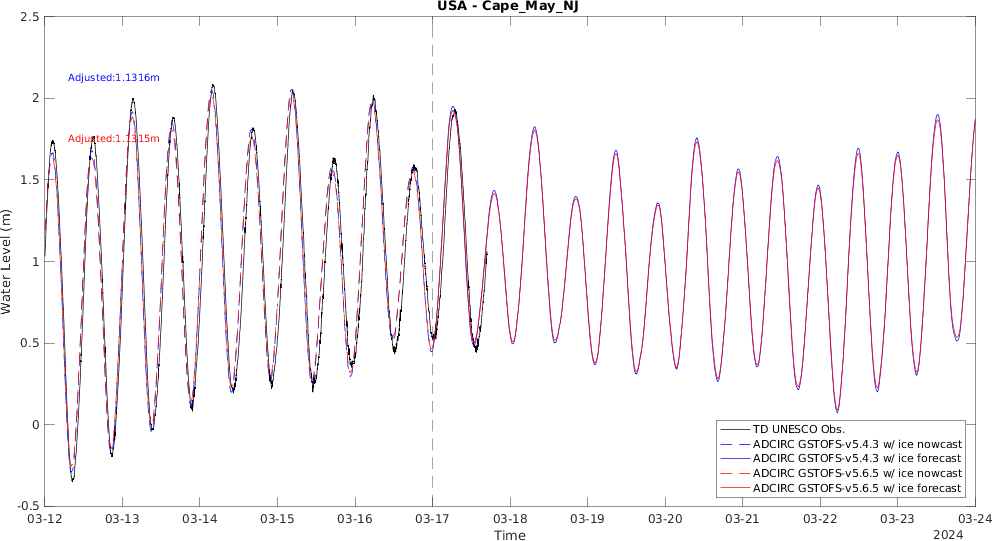 USA - Cape_May_NJ
2.5
2
1.5
1
0.5
0
-0.5
Water Level (m)
Adjusted:1.1316m
Adjusted:1.1315m
TD UNESCO Obs.
ADCIRC GSTOFS-v5.4.3 w/ ice nowcast
ADCIRC GSTOFS-v5.4.3 w/ ice forecast
ADCIRC GSTOFS-v5.6.5 w/ ice nowcast
ADCIRC GSTOFS-v5.6.5 w/ ice forecast
03-12 03-13 03-14 03-15 03-16 03-17 03-18 03-19 03-20 03-21 03-22 03-23 03-24
Time
2024